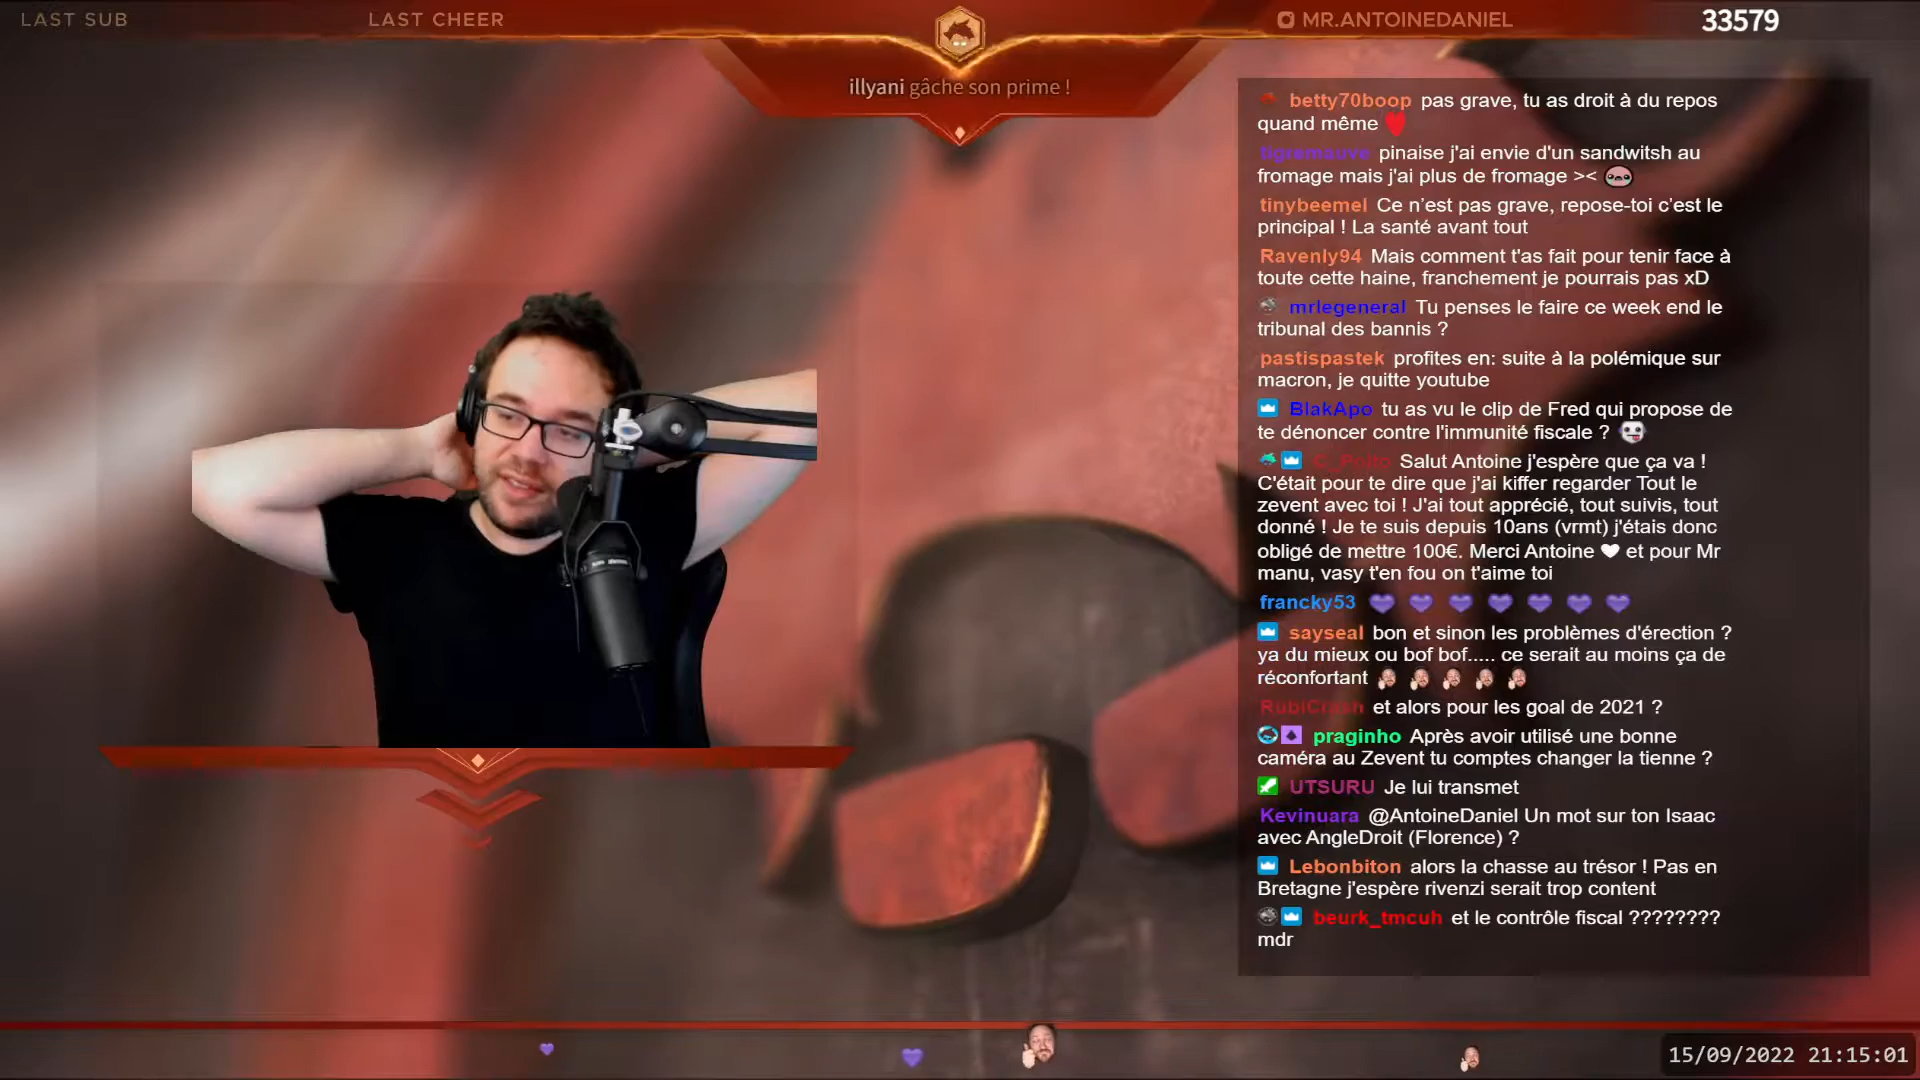 LAST SUB
LAST CHEER
MR.ANTOINEDANIEL
33579
illyani gâche son prime !
betty70boop pas grave, tu as droit à du repos
quand même
tigremauve pinaise j'ai envie d'un sandwitsh au
fromage mais j'ai plus de fromage ><
tinybeemel Ce n’est pas grave, repose-toi c’est le
principal ! La santé avant tout
Ravenly94 Mais comment t'as fait pour tenir face à
toute cette haine, franchement je pourrais pas xD
mrlegeneral Tu penses le faire ce week end le
tribunal des bannis ?
pastispastek profites en: suite à la polémique sur
macron, je quitte youtube
BlakApo tu as vu le clip de Fred qui propose de
te dénoncer contre l'immunité fiscale ?
Salut Antoine j'espère que ça va !
C'était pour te dire que j'ai kiffer regarder Tout le
zevent avec toi ! J'ai tout apprécié, tout suivis, tout
donné ! Je te suis depuis 10ans (vrmt) j'étais donc
obligé de mettre 100€. Merci Antoine et pour Mr
manu, vasy t'en fou on t'aime toi
francky53
sayseal bon et sinon les problèmes d'érection ?
ya du mieux ou bof bof..... ce serait au moins ça de
réconfortant
RubiCrash et alors pour les goal de 2021 ?
praginho Après avoir utilisé une bonne
caméra au Zevent tu comptes changer la tienne ?
UTSURU Je lui transmet
Kevinuara @AntoineDaniel Un mot sur ton Isaac
avec AngleDroit (Florence) ?
Lebonbiton alors la chasse au trésor ! Pas en
Bretagne j'espère rivenzi serait trop content
beurk_tmcuh et le contrôle fiscal ????????
mdr
15/09/2022 21:15:01